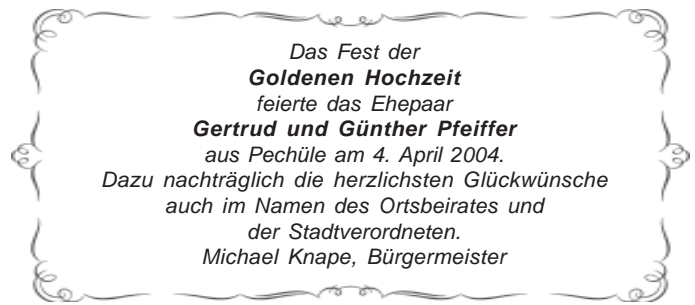 Das Fest der
Goldenen Hochzeit
feierte das Ehepaar
Gertrud und Günther Pfeiffer
aus Pechüle am 4. April 2004.
Dazu nachträglich die herzlichsten Glückwünsche
auch im Namen des Ortsbeirates und
der Stadtverordneten.
Michael Knape, Bürgermeister